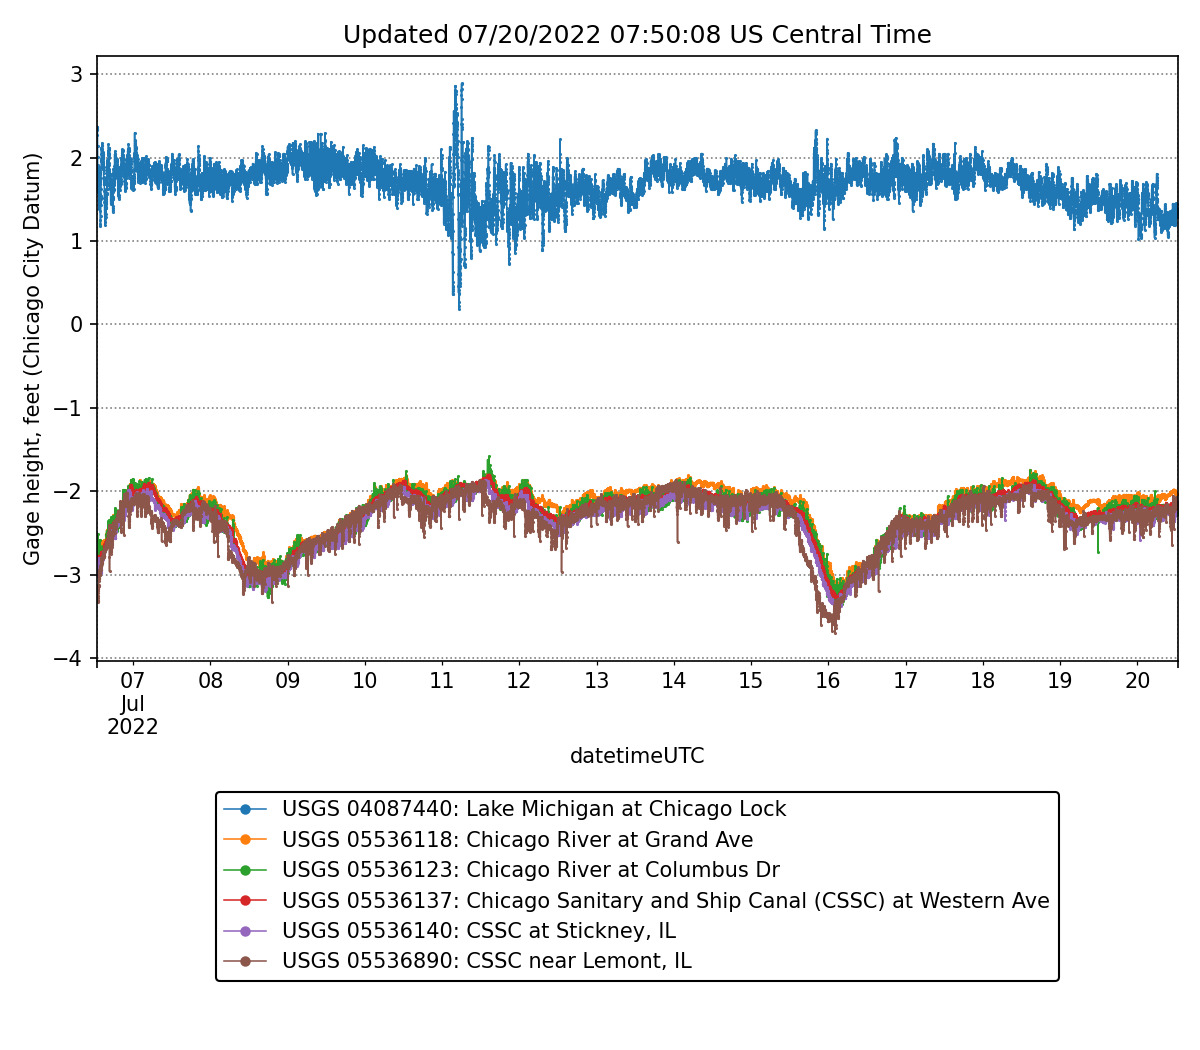 Updated 07/20/2022 07:50:08 US Central Time
Gage height, feet (Chicago City Datum)
3
2
1
0
−1
−2
−3
−4
07 08 09 10 11 12 13 14 15 16 17 18 19 20
Jul
2022
datetimeUTC
USGS 04087440: Lake Michigan at Chicago Lock
USGS 05536118: Chicago River at Grand Ave
USGS 05536123: Chicago River at Columbus Dr
USGS 05536137: Chicago Sanitary and Ship Canal (CSSC) at Western Ave
USGS 05536140: CSSC at Stickney, IL
USGS 05536890: CSSC near Lemont, IL